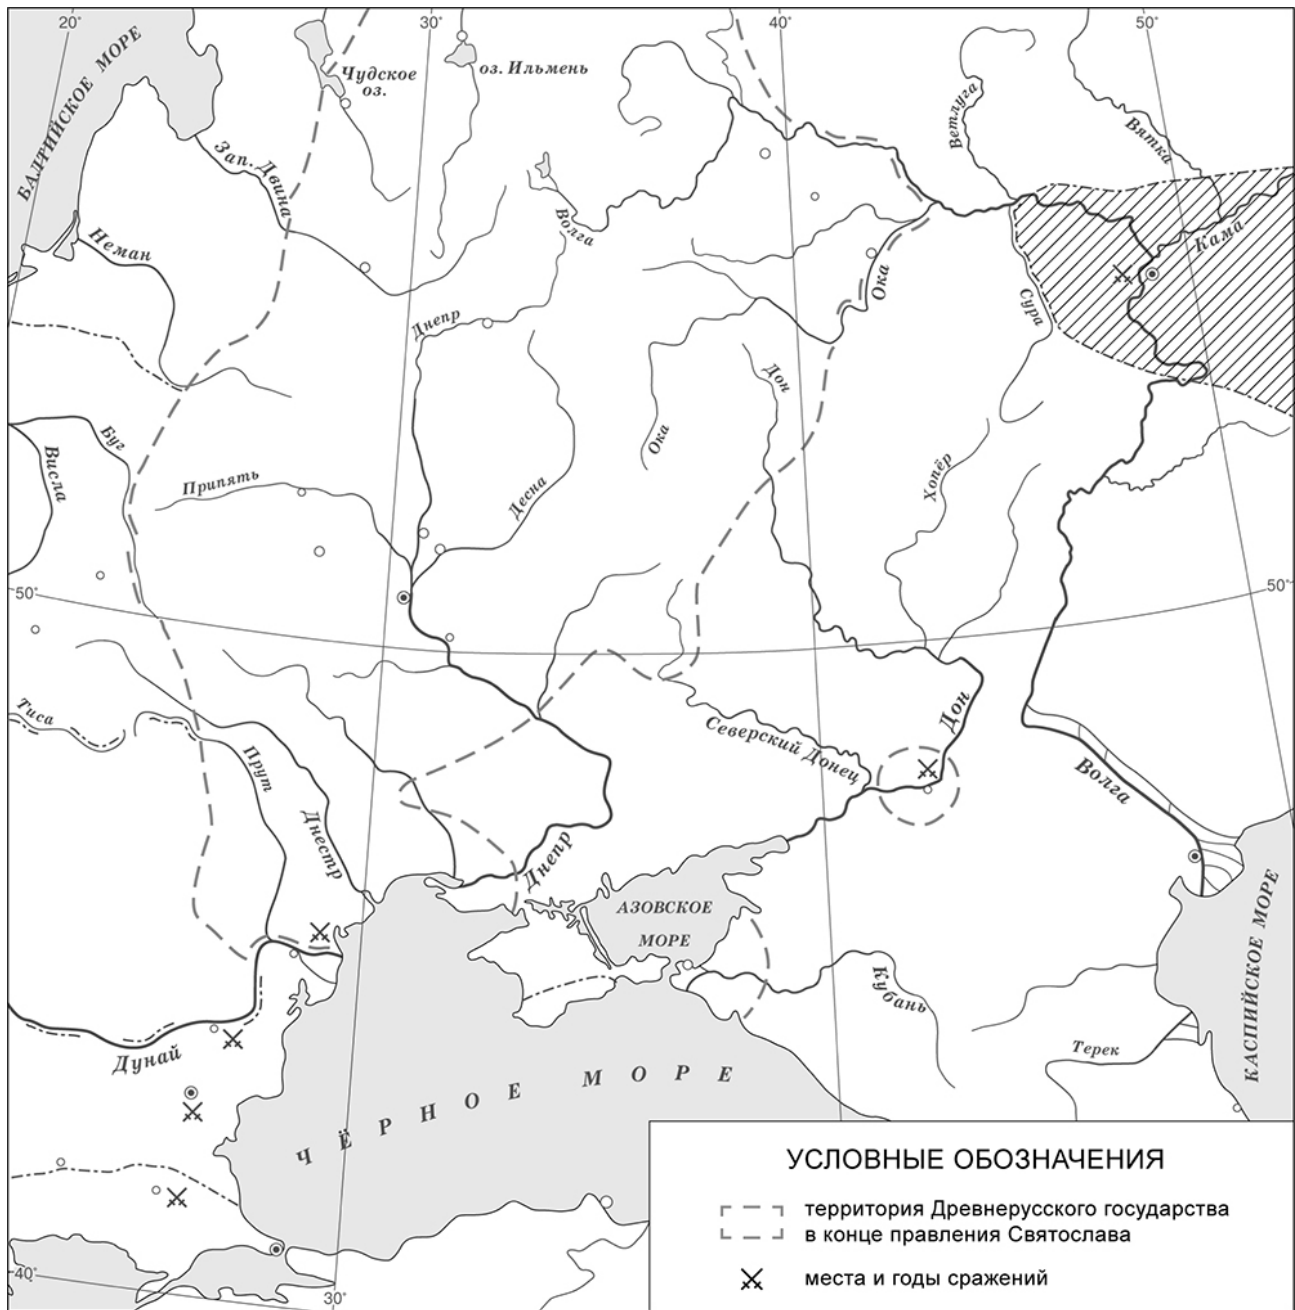 20°
30°
40°
50°
БАЛТИЙСКОЕ МОРЕ
Чудское
оз.
оз. Ильмень
Ветлуга
Вятка
Зап. Двина
Волга
Неман
Кама
Ока
Сура
Днепр
Дон
Буг
Висла
Ока
Припять
Десна
Хопёр
50°
50°
Тиса
Прут
Северский Донец
Дон
Волга
Днестр
Днепр
АЗОВСКОЕ
МОРЕ
Кубань
КАСПИЙСКОЕ МОРЕ
Терек
Дунай
ЧЁРНОЕ МОРЕ
40°
30°
УСЛОВНЫЕ ОБОЗНАЧЕНИЯ
территория Древнерусского государства
в конце правления Святослава
места и годы сражений